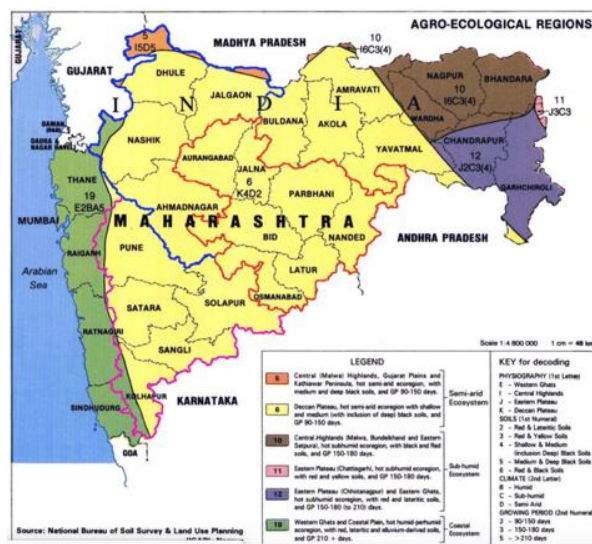 AGRO-ECOLOGICAL REGIONS
GUJARAT
5
I5D5
MADHYA PRADESH
10
I6C3(4)
GUJARAT
DHULE
JALGAON
AMRAVATI
NAGPUR
10
I6C3(4)
BHANDARA
11
J3C3
I N D I A
BULDANA
AKOLA
WARDHA
DAMAN
DADRA &
NAGAR HAVELI
NASHIK
AURANGABAD
YAVATMAL
CHANDRAPUR
12
J2C3(4)
JALNA
6
K4D2
THANE
19
E2BA5
GARHCHIROLI
PARBHANI
AHMADNAGAR
MUMBAI
MAHARASHTRA
PUNE
BID
NANDED
ANDHRA PRADESH
Arabian
Sea
RAIGARH
LATUR
OSMANABAD
SATARA
SOLAPUR
RATNAGIRI
SANGLI
Scale 1:4 800 000 1 cm = 48
KOLHAPUR
KARNATAKA
SINDHUDURG
GOA
LEGEND
5 Central (Malwa) Highlands, Gujarat Plains and
Kathiawar Peninsula, hot semi-arid ecoregion, with
medium and deep black soils, and GP 90-150 days.
6 Deccan Plateau, hot semi-arid ecoregion with shallow
and medium (with inclusion of deep) black soils, and
GP 90-150 days.
Semi-arid
Ecosystem
10 Central Highlands (Malwa, Bundelkhand and Eastern
Satpura), hot subhumid ecoregion, with black and Red
soils, and GP 150-180 days.
11 Eastern Plateau (Chattisgarh), hot subhumid ecoregion,
with red and yellow soils, and GP 150-180 days.
12 Eastern Plateau (Chhotanagpur) and Eastern Ghats,
hot subhumid ecoregion, with red and lateritic soils,
and GP 150-180 (to 210) days.
Sub-humid
Ecosystem
19 Western Ghats and Coastal Plain, hot humid-perhumid
ecoregion, with red, lateritic and alluvium-derived soils,
and GP 210 + days.
Coastal
Ecosystem
KEY for decoding
PHYSIOGRAPHY (1st Letter)
E - Western Ghats
I - Central Highlands
J - Eastern Plateau
K - Deccan Plateau
SOILS (1st Numeral)
2 - Red & Lateritic Soils
3 - Red & Yellow Soils
4 - Shallow & Medium
(inclusion Deep) Black Soils
5 - Medium & Deep Black Soils
6 - Red & Black Soils
CLIMATE (2nd Letter)
B - Humid
C - Sub-humid
D - Semi-Arid
GROWING PERIOD (2nd Numeral)
2 - 90-150 days
3 - 150-180 days
5 - >210 days
Source: National Bureau of Soil Survey & Land Use Planning